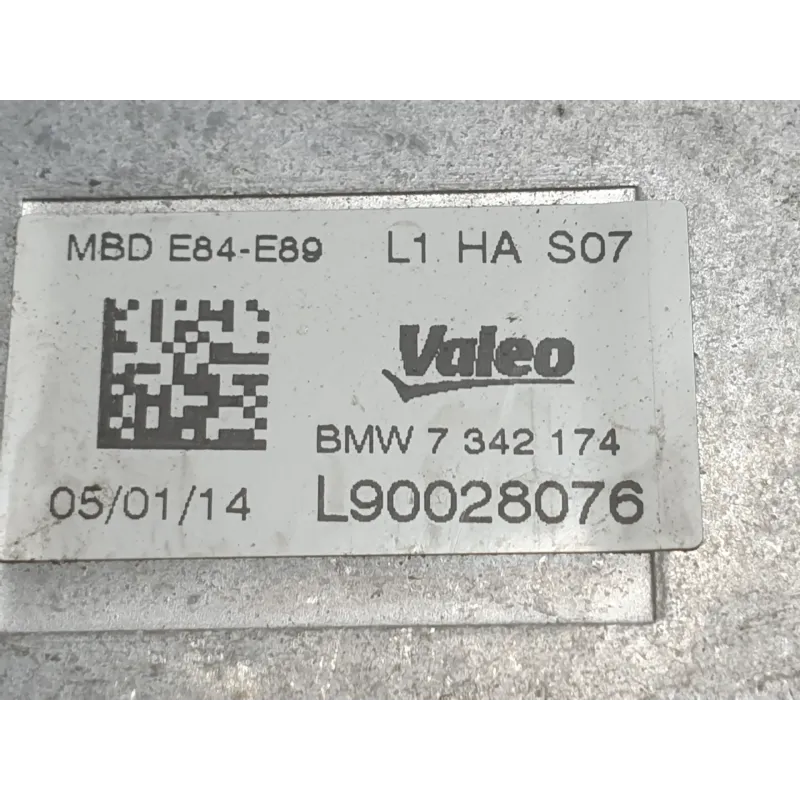 MBD E84-E89 L1 HA S07
Valeo
BMW 7 342 174
05/01/14 L90028076